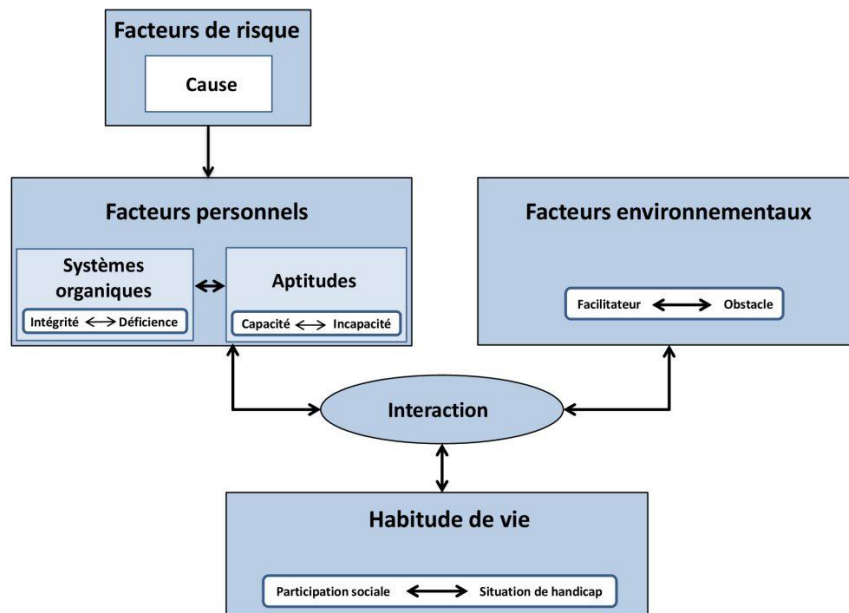 Facteurs de risque
Cause
Facteurs personnels
Systèmes
organiques
Intégrité Déficience
Aptitudes
Capacité Incapacité
Facteurs environnementaux
Facilitateur Obstacle
Interaction
Habitude de vie
Participation sociale Situation de handicap